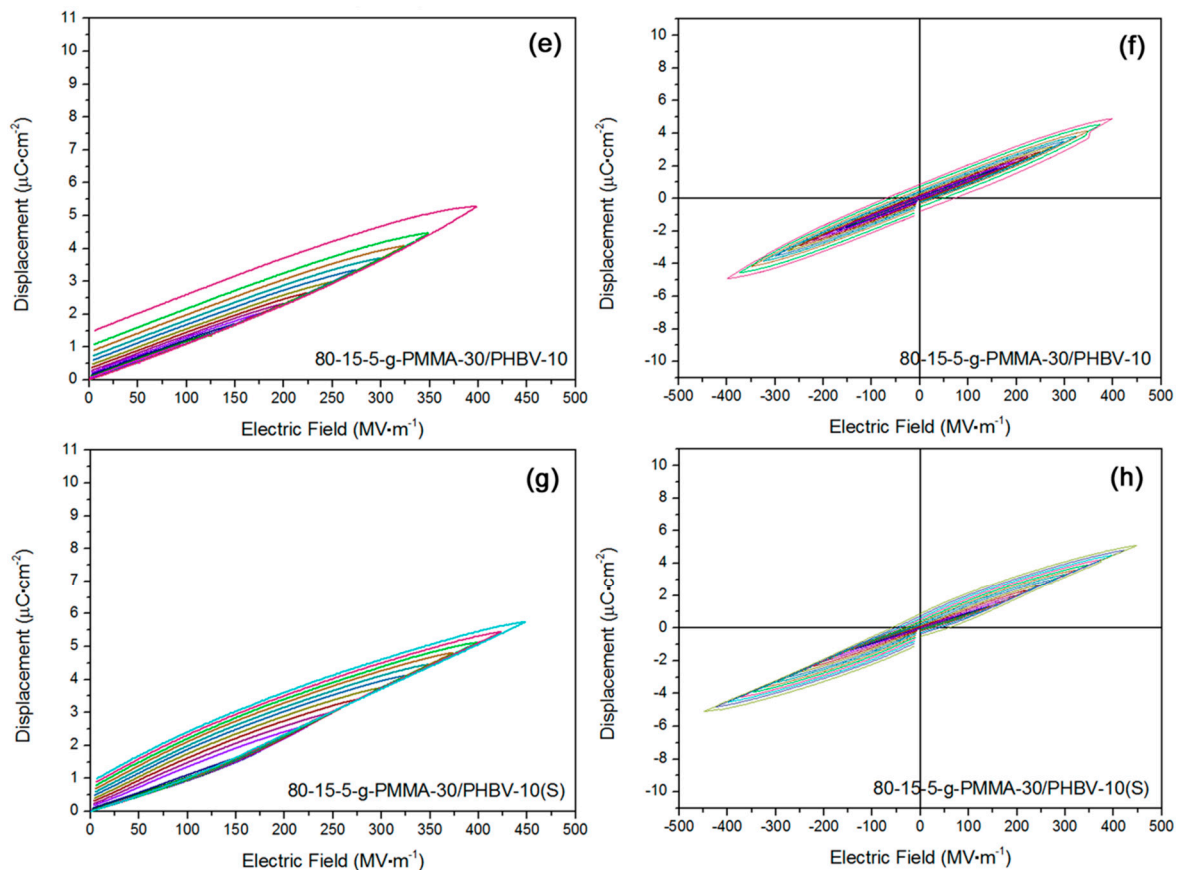 (e)
11
10
9
8
7
6
5
4
3
2
1
0
Displacement (μC·cm⁻²)
80-15-5-g-PMMA-30/PHBV-10
0 50 100 150 200 250 300 350 400 450 500
Electric Field (MV·m⁻¹)
(f)
10
8
6
4
2
0
-2
-4
-6
-8
-10
Displacement (μC·cm⁻²)
80-15-5-g-PMMA-30/PHBV-10
-500 -400 -300 -200 -100 0 100 200 300 400 500
Electric Field (MV·m⁻¹)
(g)
11
10
9
8
7
6
5
4
3
2
1
0
Displacement (μC·cm⁻²)
80-15-5-g-PMMA-30/PHBV-10(S)
0 50 100 150 200 250 300 350 400 450 500
Electric Field (MV·m⁻¹)
(h)
10
8
6
4
2
0
-2
-4
-6
-8
-10
Displacement (μC·cm⁻²)
80-15-5-g-PMMA-30/PHBV-10(S)
-500 -400 -300 -200 -100 0 100 200 300 400 500
Electric Field (MV·m⁻¹)